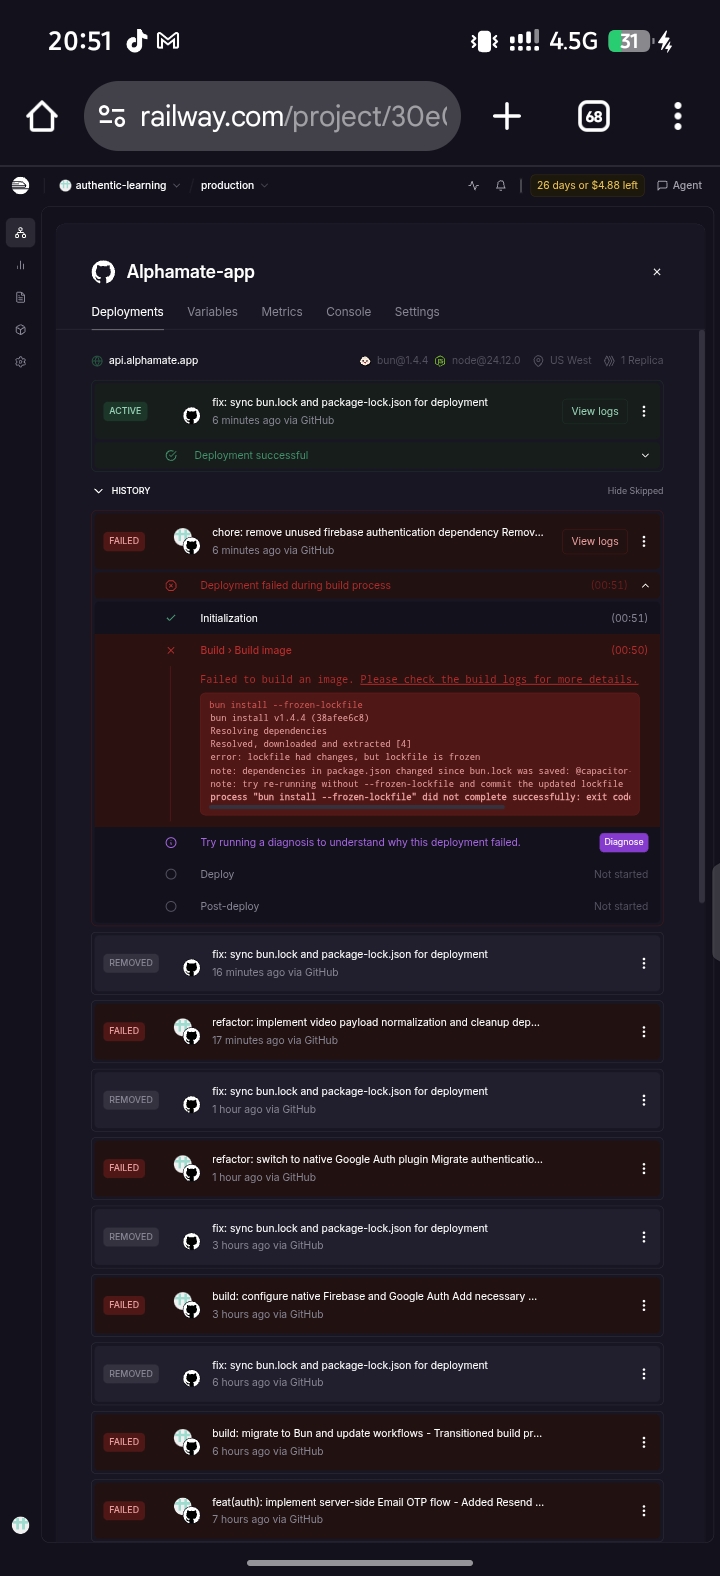 20:51
4.5G
31
railway.com/project/30e
68
authentic-learning
/
production
26 days or $4.88 left
Agent
Alphamate-app
Deployments
Variables
Metrics
Console
Settings
api.alphamate.app
bun@1.4.4
node@24.12.0
US West
1 Replica
ACTIVE
fix: sync bun.lock and package-lock.json for deployment
6 minutes ago via GitHub
View logs
Deployment successful
HISTORY
Hide Skipped
FAILED
chore: remove unused firebase authentication dependency Remov...
6 minutes ago via GitHub
View logs
Deployment failed during build process
(00:51)
Initialization
(00:51)
Build › Build image
(00:50)
Failed to build an image. Please check the build logs for more details.
bun install --frozen-lockfile
bun install v1.4.4 (38afee6c8)
Resolving dependencies
Resolved, downloaded and extracted [4]
error: lockfile had changes, but lockfile is frozen
note: dependencies in package.json changed since bun.lock was saved: @capacitor-
note: try re-running without --frozen-lockfile and commit the updated lockfile
process "bun install --frozen-lockfile" did not complete successfully: exit code
Try running a diagnosis to understand why this deployment failed.
Diagnose
Deploy
Not started
Post-deploy
Not started
REMOVED
fix: sync bun.lock and package-lock.json for deployment
16 minutes ago via GitHub
FAILED
refactor: implement video payload normalization and cleanup dep...
17 minutes ago via GitHub
REMOVED
fix: sync bun.lock and package-lock.json for deployment
1 hour ago via GitHub
FAILED
refactor: switch to native Google Auth plugin Migrate authenticatio...
1 hour ago via GitHub
REMOVED
fix: sync bun.lock and package-lock.json for deployment
3 hours ago via GitHub
FAILED
build: configure native Firebase and Google Auth Add necessary ...
3 hours ago via GitHub
REMOVED
fix: sync bun.lock and package-lock.json for deployment
6 hours ago via GitHub
FAILED
build: migrate to Bun and update workflows - Transitioned build pr...
6 hours ago via GitHub
FAILED
feat(auth): implement server-side Email OTP flow - Added Resend ...
7 hours ago via GitHub